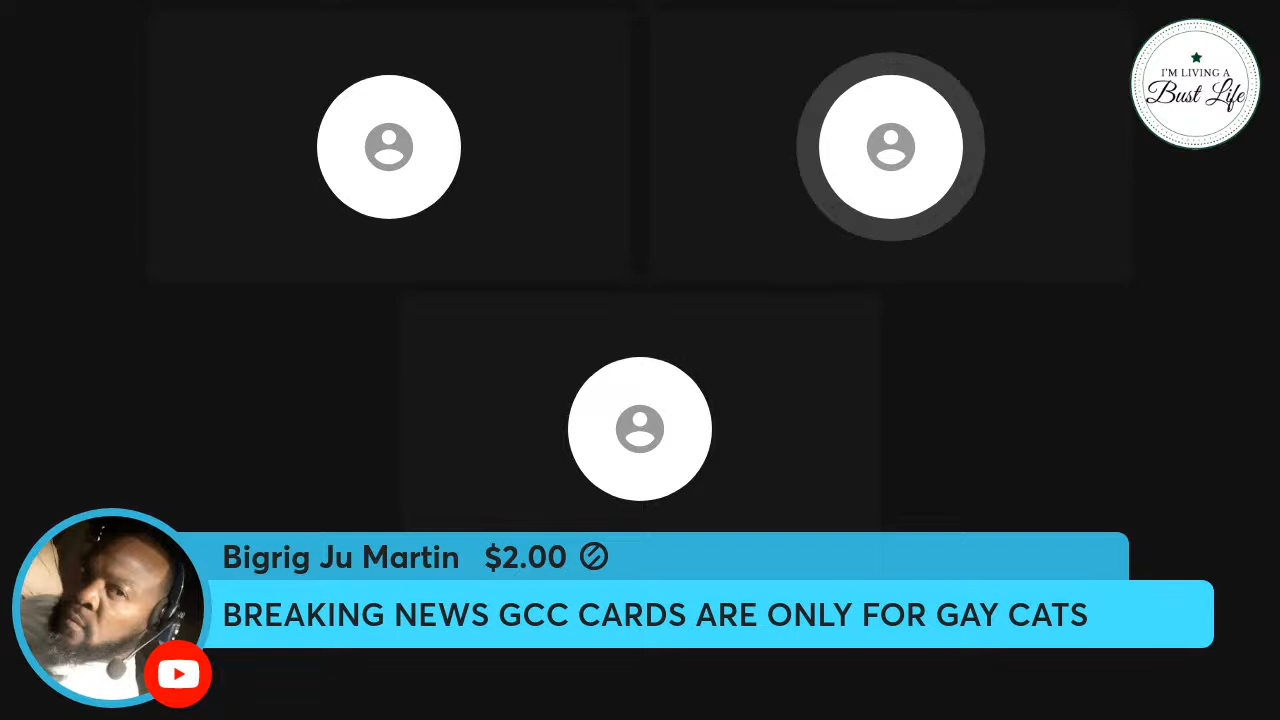 I'M LIVING A
Bust Life
Bigrig Ju Martin $2.00
BREAKING NEWS GCC CARDS ARE ONLY FOR GAY CATS